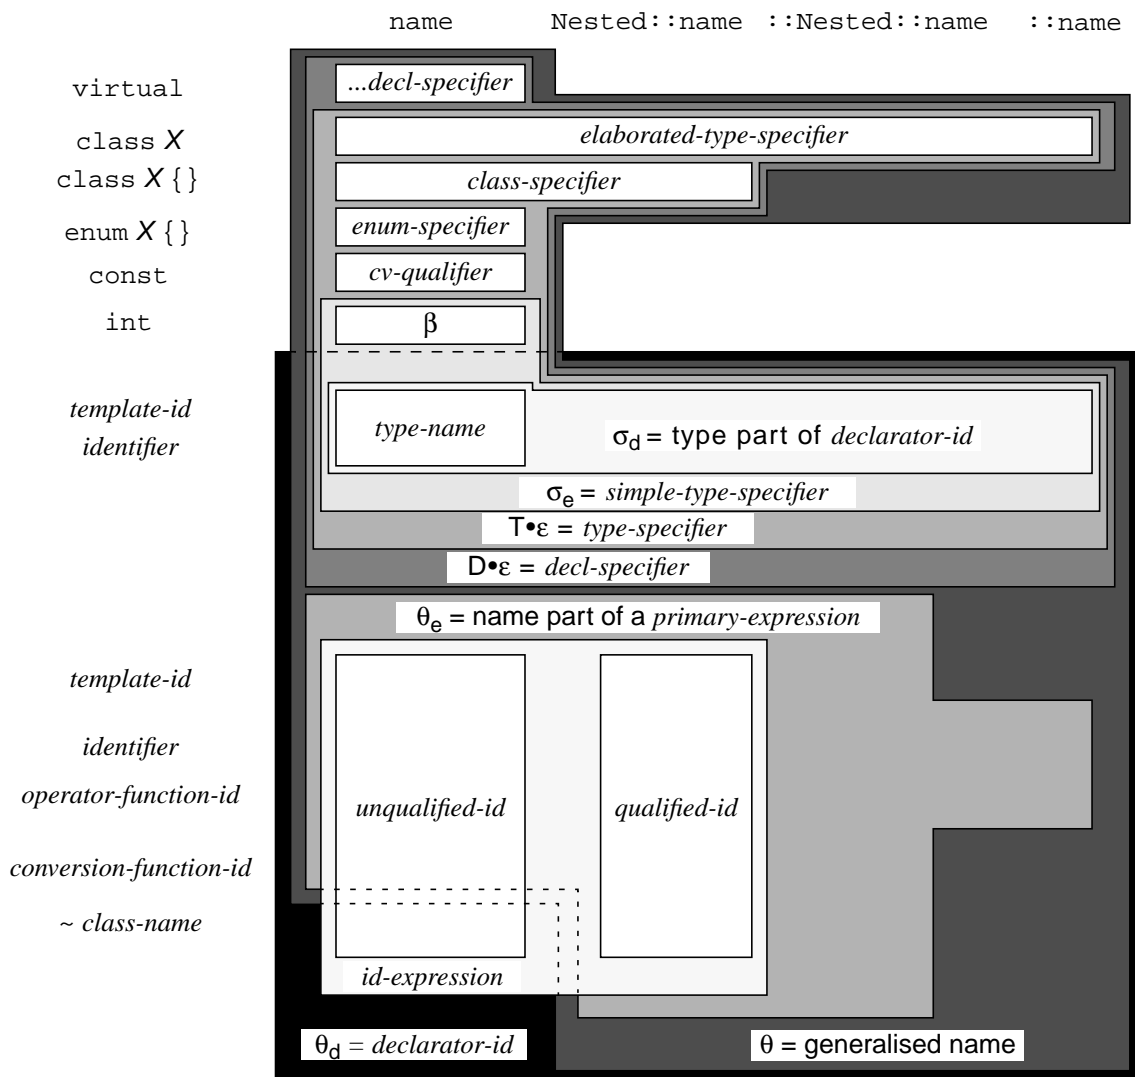 name Nested::name ::Nested::name ::name
virtual ...decl-specifier
class X elaborated-type-specifier
class X {} class-specifier
enum X {} enum-specifier
const cv-qualifier
int β
template-id
identifier
type-name σd = type part of declarator-id
σe = simple-type-specifier
T•ε = type-specifier
D•ε = decl-specifier
θe = name part of a primary-expression
template-id
identifier
operator-function-id
unqualified-id qualified-id
conversion-function-id
~ class-name
id-expression
θd = declarator-id θ = generalised name